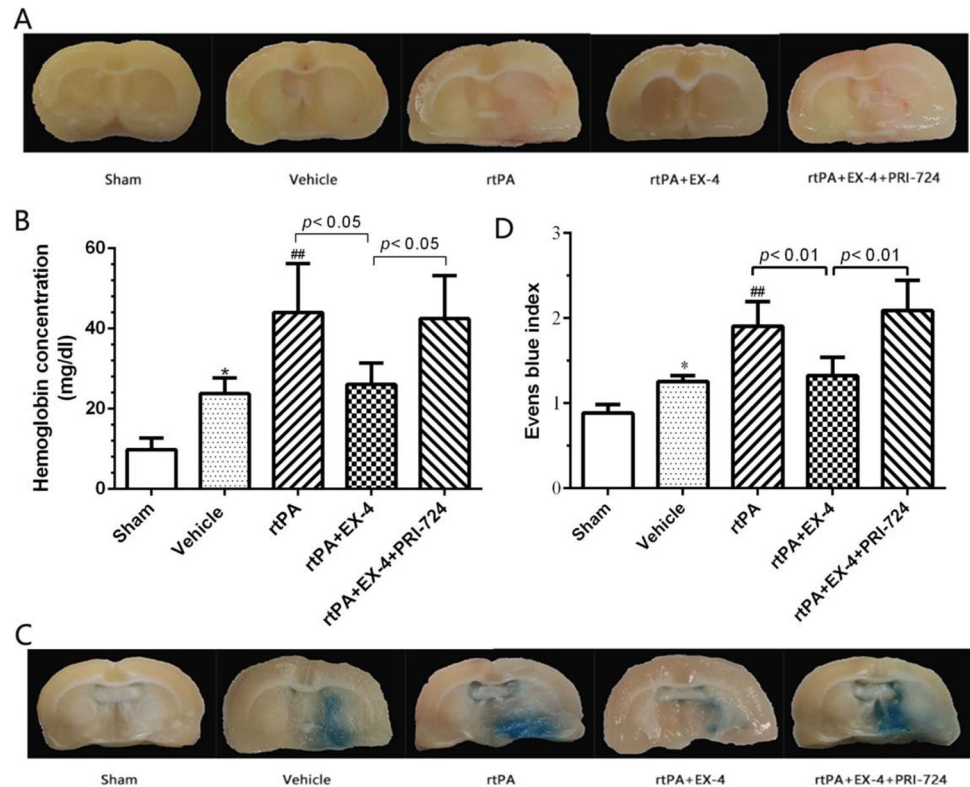 A
Sham Vehicle rtPA rtPA+EX-4 rtPA+EX-4+PRI-724
B
Hemoglobin concentration
(mg/dl)
60
40
20
0
p< 0.05
p< 0.05
*
##
Sham
Vehicle
rtPA
rtPA+EX-4
rtPA+EX-4+PRI-724
D
Evens blue index
3
2
1
0
p< 0.01
p< 0.01
*
##
Sham
Vehicle
rtPA
rtPA+EX-4
rtPA+EX-4+PRI-724
C
Sham Vehicle rtPA rtPA+EX-4 rtPA+EX-4+PRI-724